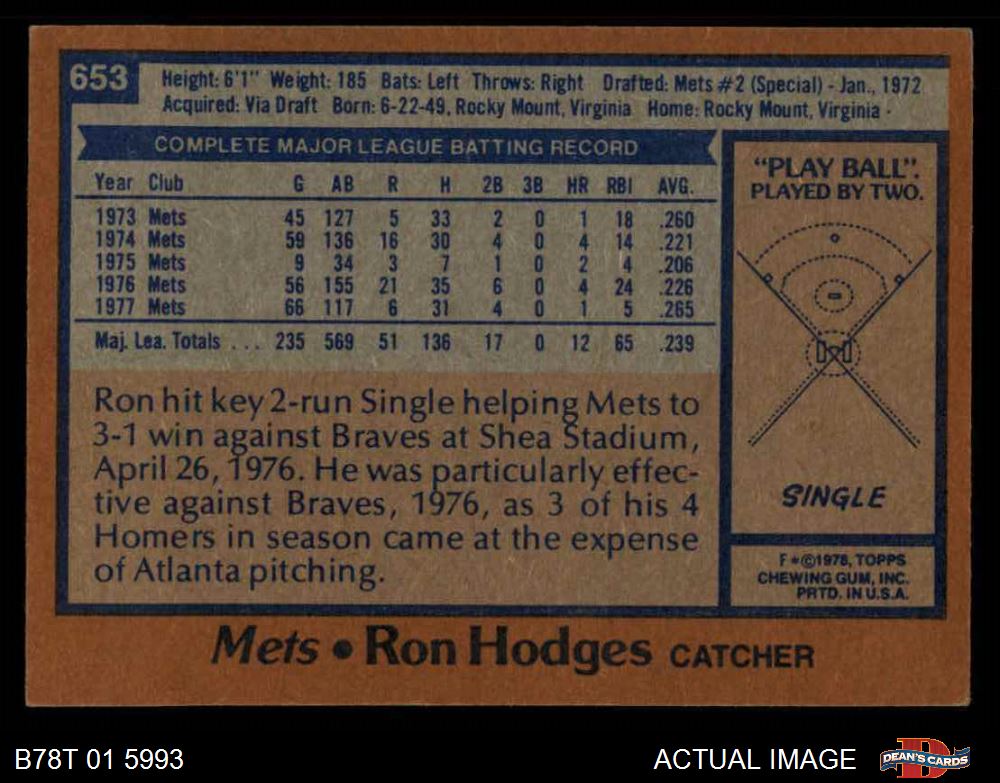 653
Height: 6'1" Weight: 185 Bats: Left Throws: Right Drafted: Mets #2 (Special) - Jan., 1972
Acquired: Via Draft Born: 6-22-49, Rocky Mount, Virginia Home: Rocky Mount, Virginia
COMPLETE MAJOR LEAGUE BATTING RECORD
Year Club G AB R H 2B 3B HR RBI AVG.
1973 Mets 45 127 5 33 2 0 1 18 .260
1974 Mets 59 136 16 30 4 0 4 14 .221
1975 Mets 9 34 3 7 1 0 2 4 .206
1976 Mets 56 155 21 35 6 0 4 24 .226
1977 Mets 66 117 6 31 4 0 1 5 .265
Maj. Lea. Totals . . . 235 569 51 136 17 0 12 65 .239
Ron hit key 2-run Single helping Mets to
3-1 win against Braves at Shea Stadium,
April 26, 1976. He was particularly effec-
tive against Braves, 1976, as 3 of his 4
Homers in season came at the expense
of Atlanta pitching.
"PLAY BALL".
PLAYED BY TWO.
SINGLE
F*©1978, TOPPS
CHEWING GUM, INC.
PRTD. IN U.S.A.
Mets • Ron Hodges CATCHER
B78T 01 5993
ACTUAL IMAGE
DEAN'S CARDS